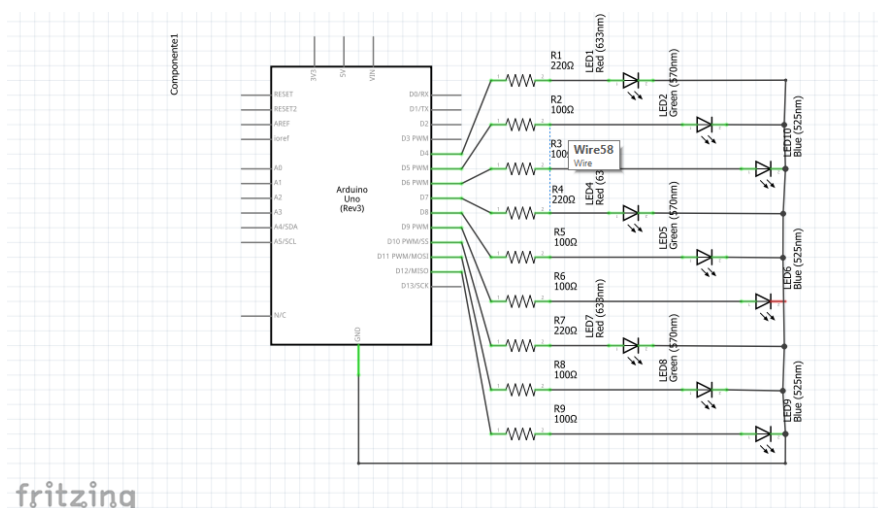 Componente1
3V3
5V
VIN
RESET
RESET2
AREF
ioref
A0
A1
A2
A3
A4/SDA
A5/SCL
N/C
Arduino
Uno
(Rev3)
D0/RX
D1/TX
D2
D3 PWM
D4
D5 PWM
D6 PWM
D7
D8
D9 PWM
D10 PWM/SS
D11 PWM/MOSI
D12/MISO
D13/SCK
GND
R1
220Ω
R2
100Ω
R3
Wire58
Wire
R4
220Ω
R5
100Ω
R6
100Ω
R7
220Ω
R8
100Ω
R9
100Ω
LED1
Red (633nm)
LED2
Green (570nm)
LED10
Blue (525nm)
LED4
LED5
Green (570nm)
LED6
Blue (525nm)
LED7
Red (633nm)
LED8
Green (570nm)
LED9
Blue (525nm)
fritzing